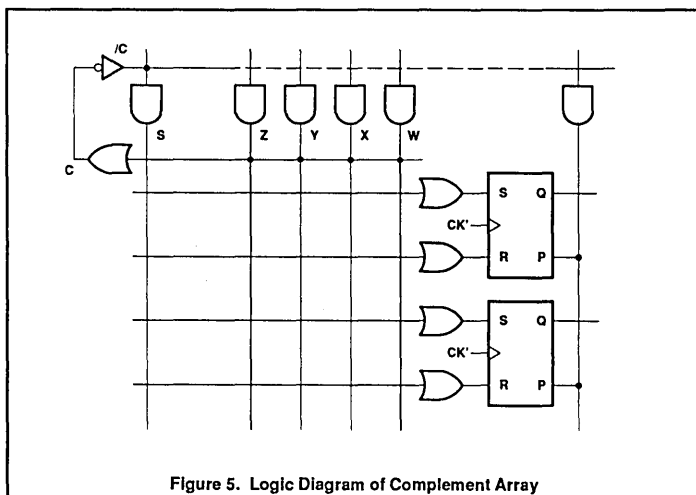 /C
S Z Y X W
C
S Q
CK'
R P
S Q
CK'
R P
Figure 5. Logic Diagram of Complement Array